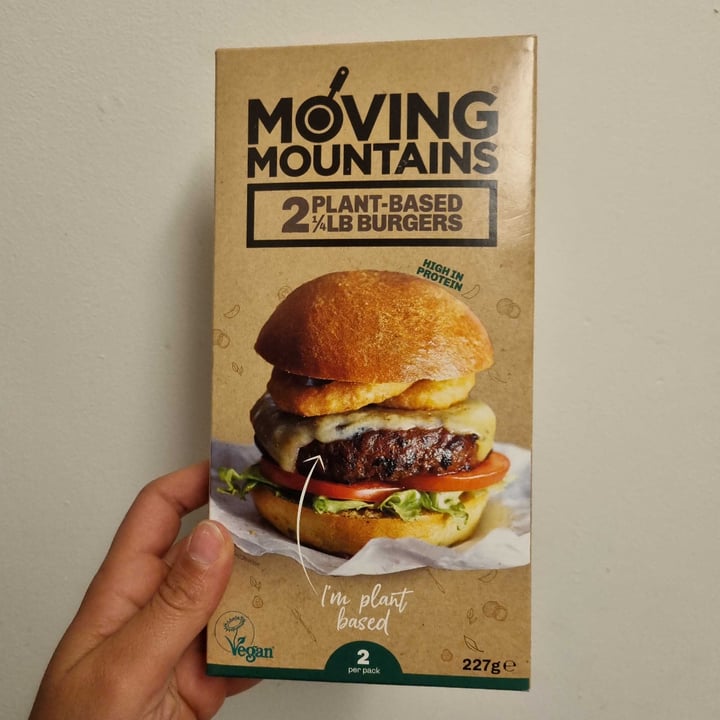 MOVING®
MOUNTAINS
2 PLANT-BASED
¼LB BURGERS
HIGH IN
PROTEIN
I'm plant
based
Vegan
2
per pack
227g℮